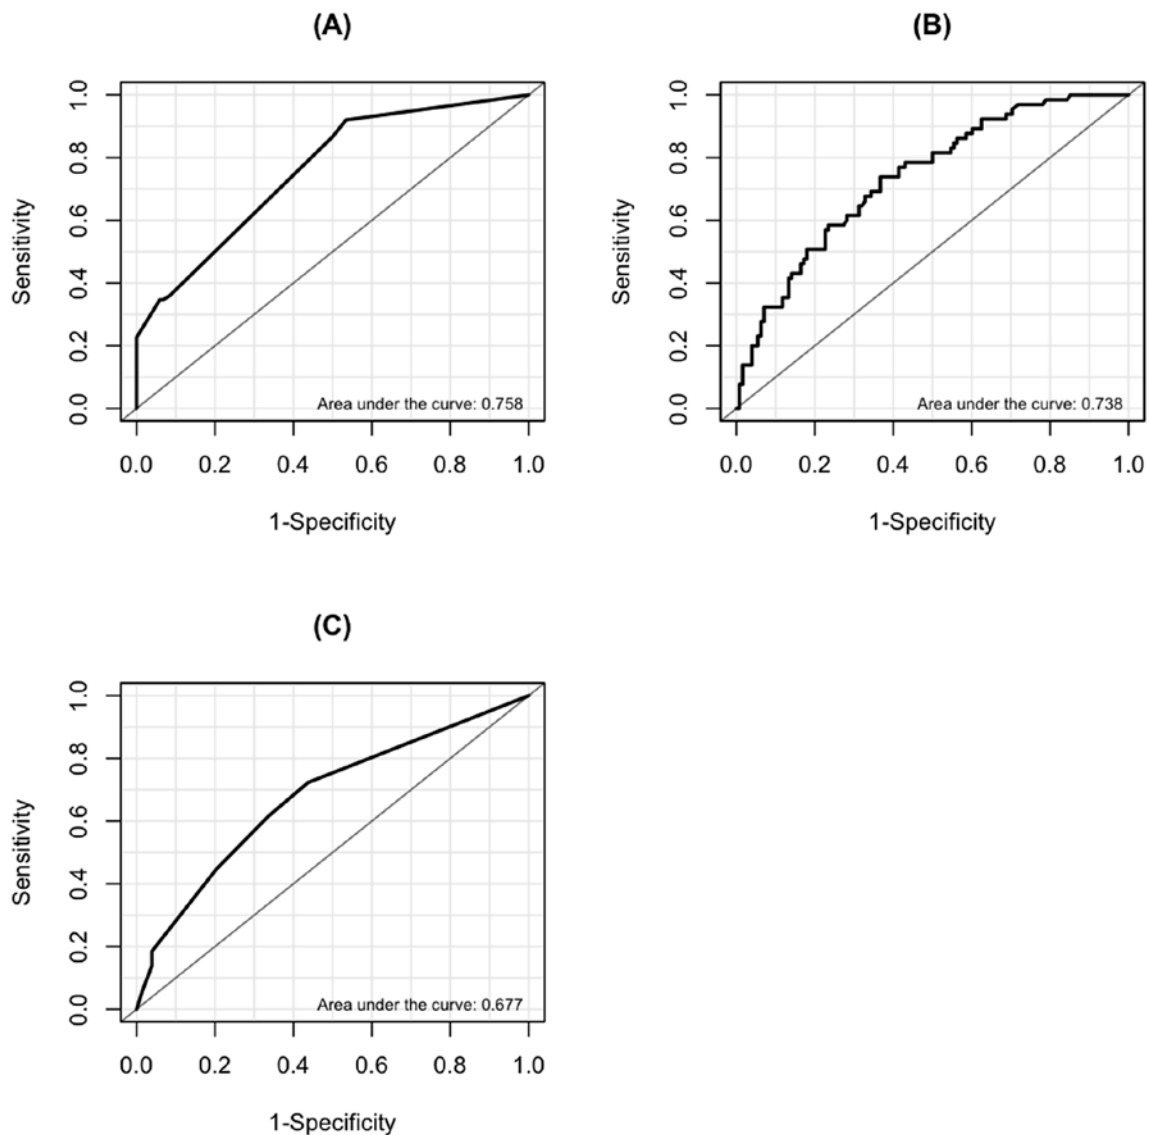 (A)
Sensitivity
0.0 0.2 0.4 0.6 0.8 1.0
Area under the curve: 0.758
0.0 0.2 0.4 0.6 0.8 1.0
1-Specificity
(B)
Sensitivity
0.0 0.2 0.4 0.6 0.8 1.0
Area under the curve: 0.738
0.0 0.2 0.4 0.6 0.8 1.0
1-Specificity
(C)
Sensitivity
0.0 0.2 0.4 0.6 0.8 1.0
Area under the curve: 0.677
0.0 0.2 0.4 0.6 0.8 1.0
1-Specificity